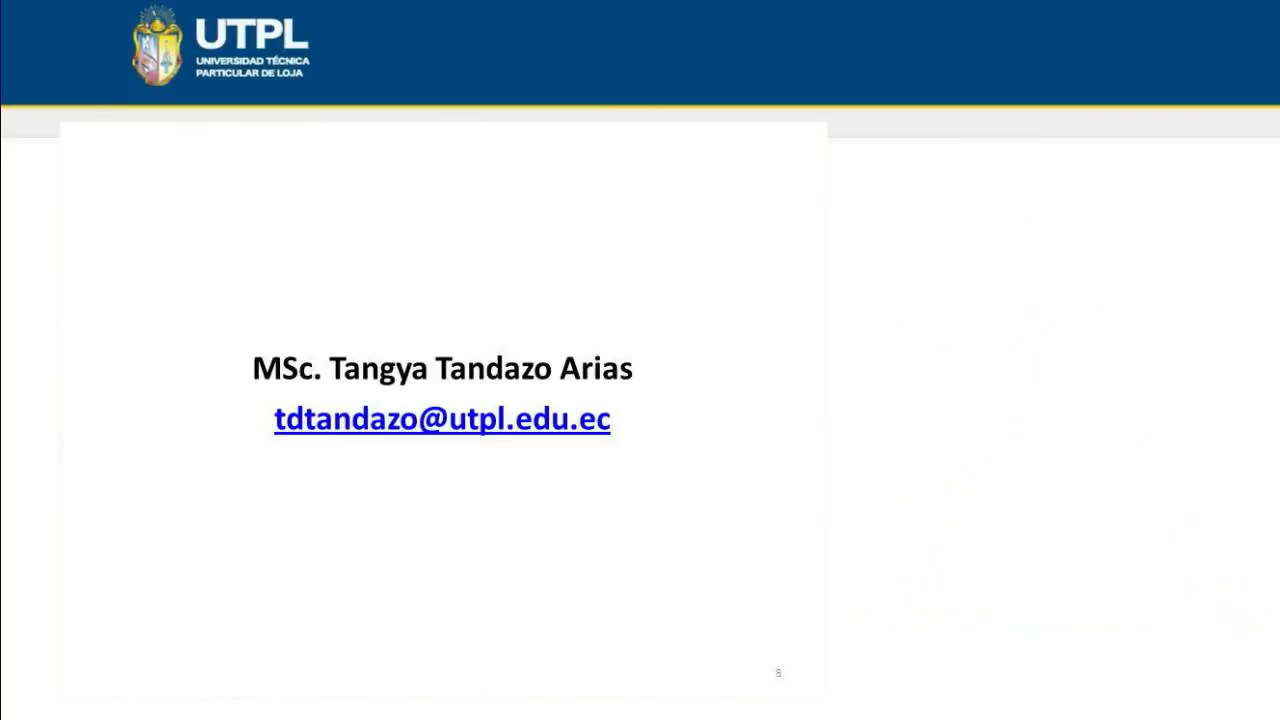 UTPL
UNIVERSIDAD TÉCNICA
PARTICULAR DE LOJA
MSc. Tangya Tandazo Arias
tdtandazo@utpl.edu.ec
8